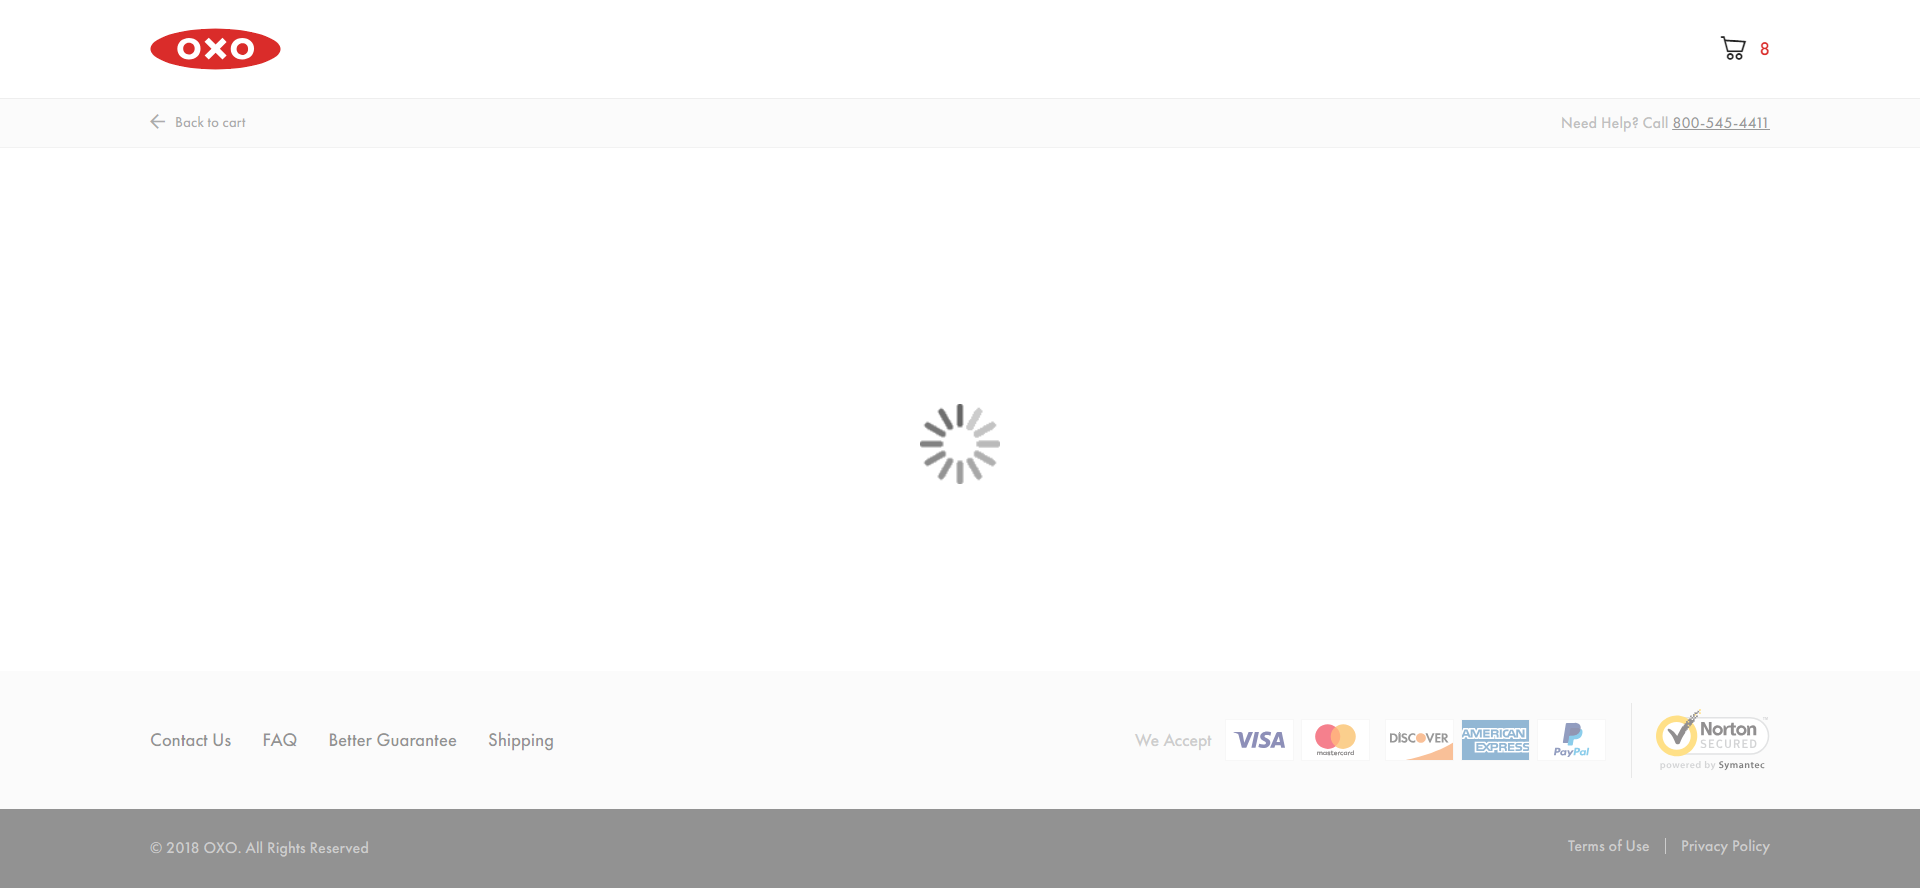 OXO
8
Back to cart
Need Help? Call 800-545-4411
Contact Us FAQ Better Guarantee Shipping
We Accept
VISA
mastercard
DISCOVER
AMERICAN
EXPRESS
PayPal
Norton
SECURED
powered by Symantec
© 2018 OXO. All Rights Reserved
Terms of Use | Privacy Policy